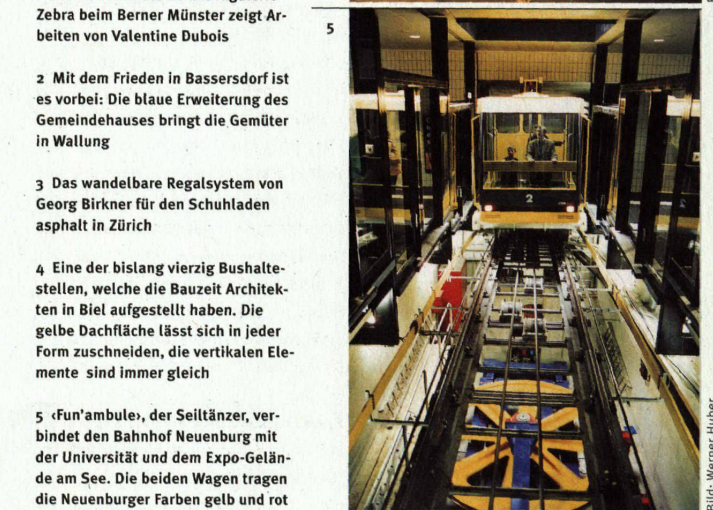 Zebra beim Berner Münster zeigt Ar-
beiten von Valentine Dubois
2 Mit dem Frieden in Bassersdorf ist
es vorbei: Die blaue Erweiterung des
Gemeindehauses bringt die Gemüter
in Wallung
3 Das wandelbare Regalsystem von
Georg Birkner für den Schuhladen
asphalt in Zürich
4 Eine der bislang vierzig Bushalte-
stellen, welche die Bauzeit Architek-
ten in Biel aufgestellt haben. Die
gelbe Dachfläche lässt sich in jeder
Form zuschneiden, die vertikalen Ele-
mente sind immer gleich
5 ‹Fun'ambule›, der Seiltänzer, ver-
bindet den Bahnhof Neuenburg mit
der Universität und dem Expo-Gelän-
de am See. Die beiden Wagen tragen
die Neuenburger Farben gelb und rot
5
2
Bild: Werner Huber